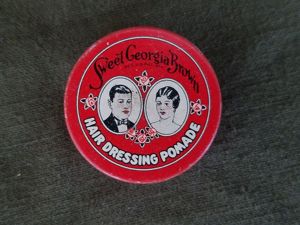 Sweet Georgia Brown
HAIR DRESSING POMADE